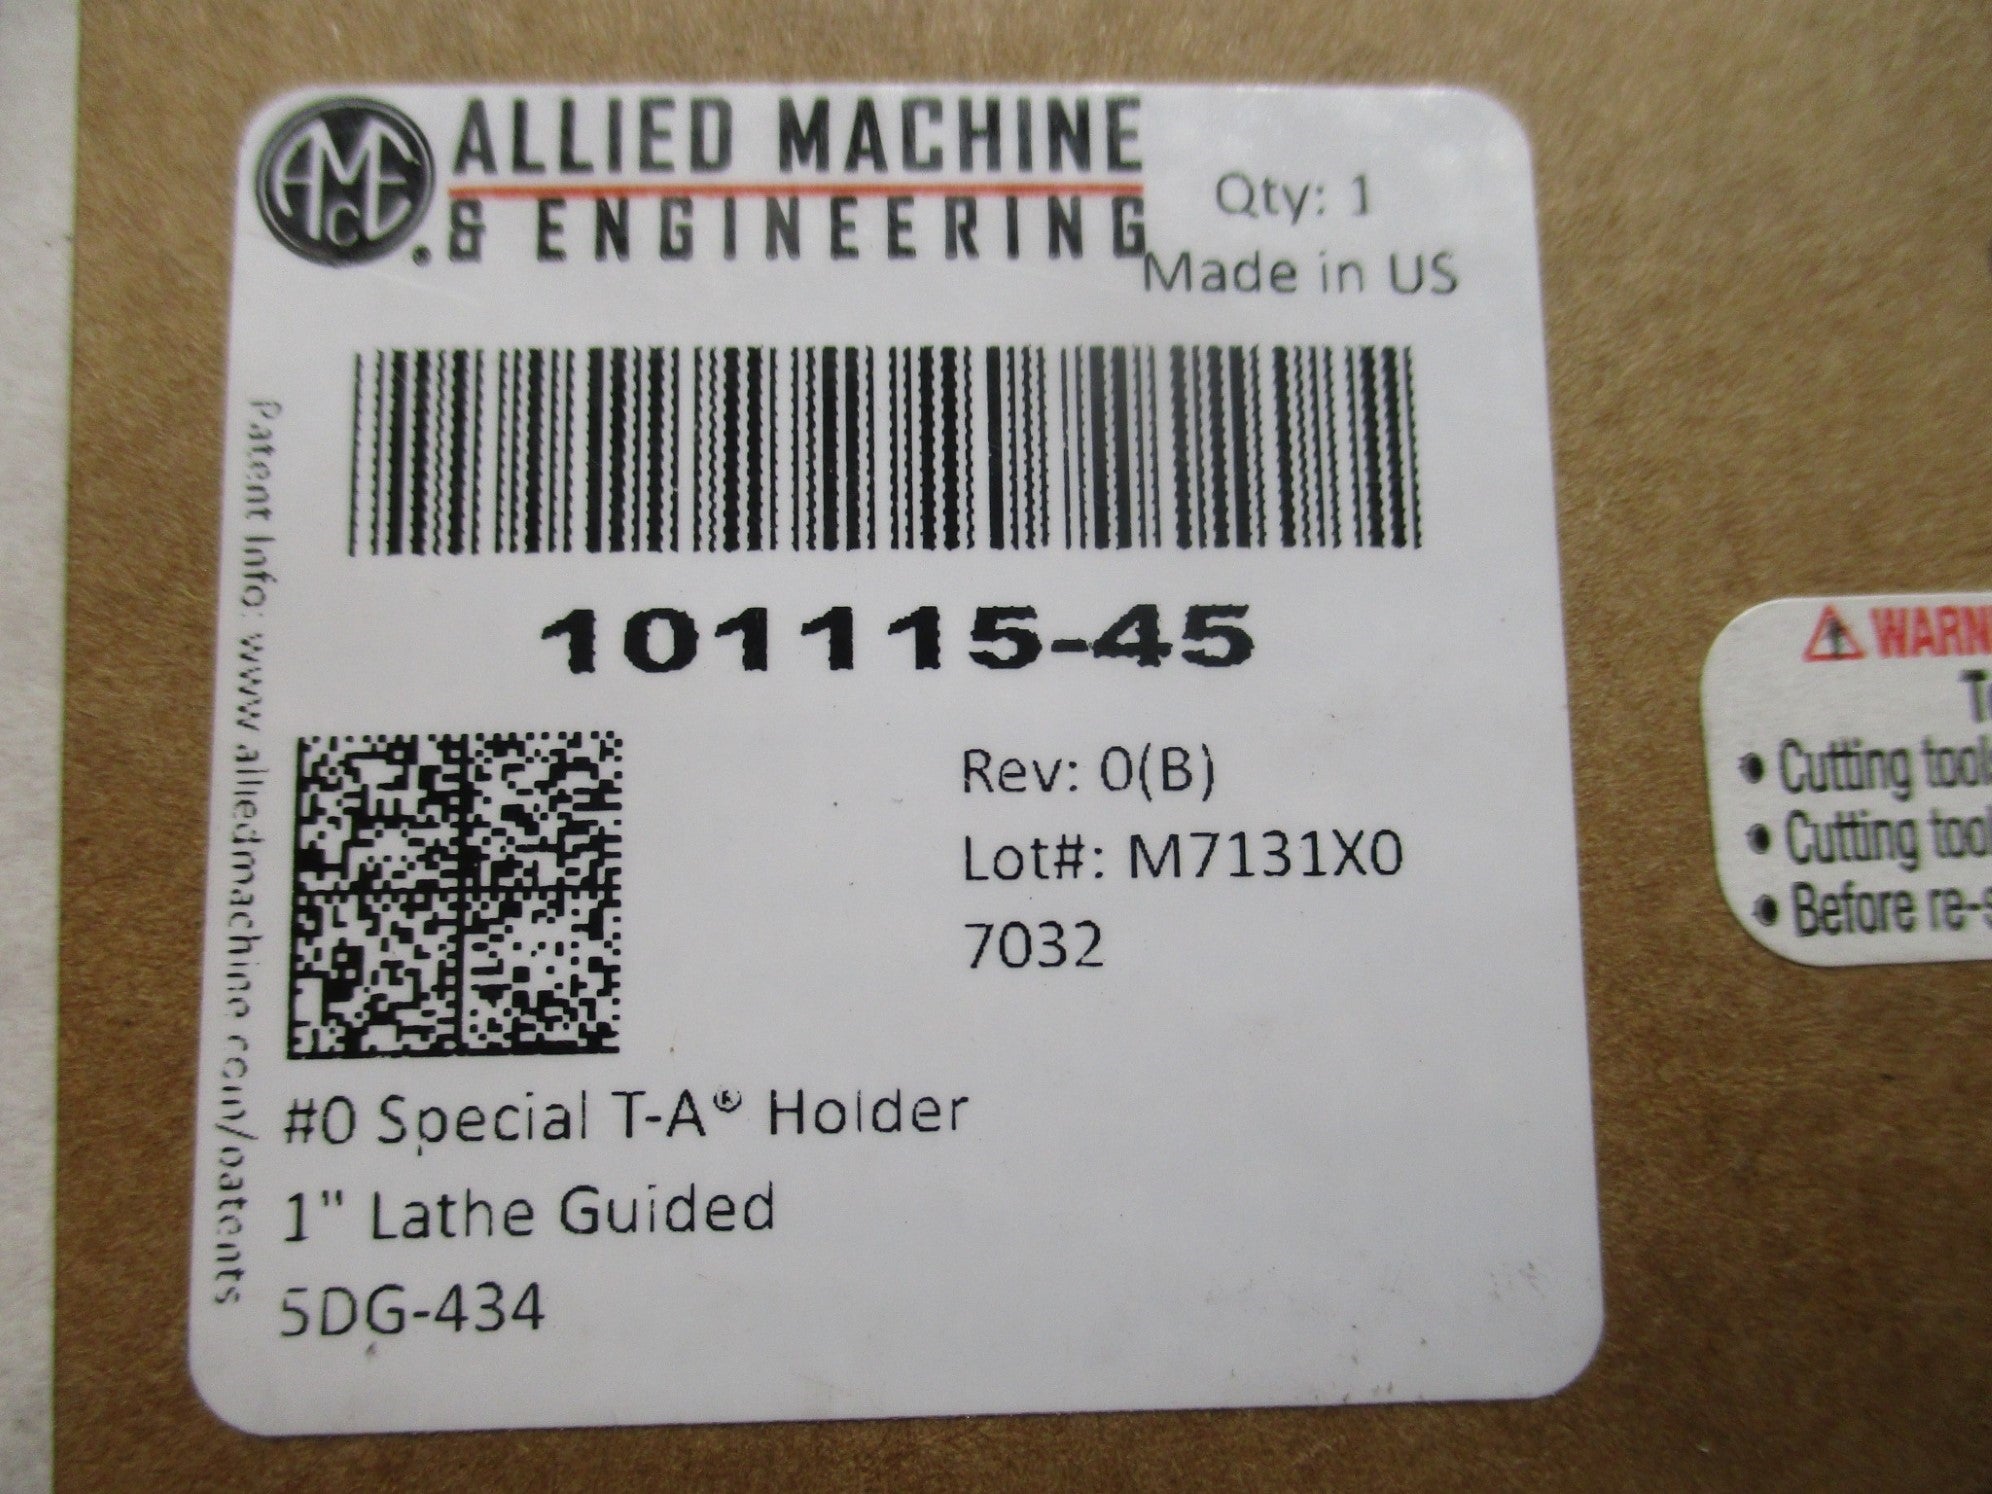 AMEC
ALLIED MACHINE
& ENGINEERING
Qty: 1
Made in US
101115-45
Patent Info: www.alliedmachine.com/patents
Rev: 0(B)
Lot#: M7131X0
7032
#0 Special T-A® Holder
1" Lathe Guided
5DG-434
WARN
• Cutting tool
• Cutting tool
• Before re-s